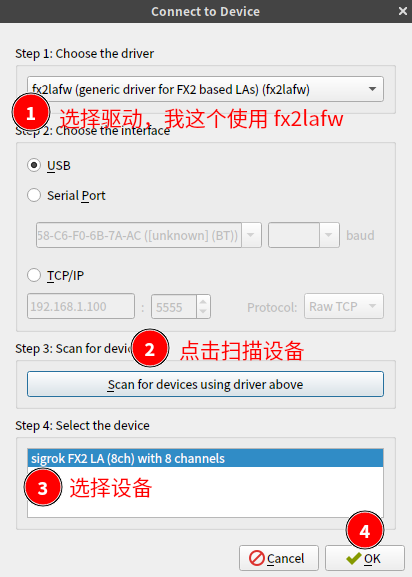 Connect to Device
Step 1: Choose the driver
fx2lafw (generic driver for FX2 based LAs) (fx2lafw)
1 选择驱动，我这个使用 fx2lafw
Step 2: Choose the interface
USB
Serial Port
58-C6-F0-6B-7A-AC ([unknown] (BT)) baud
TCP/IP
192.168.1.100 : 5555 Protocol: Raw TCP
Step 3: Scan for devic
2 点击扫描设备
Scan for devices using driver above
Step 4: Select the device
sigrok FX2 LA (8ch) with 8 channels
3 选择设备
4
Cancel OK